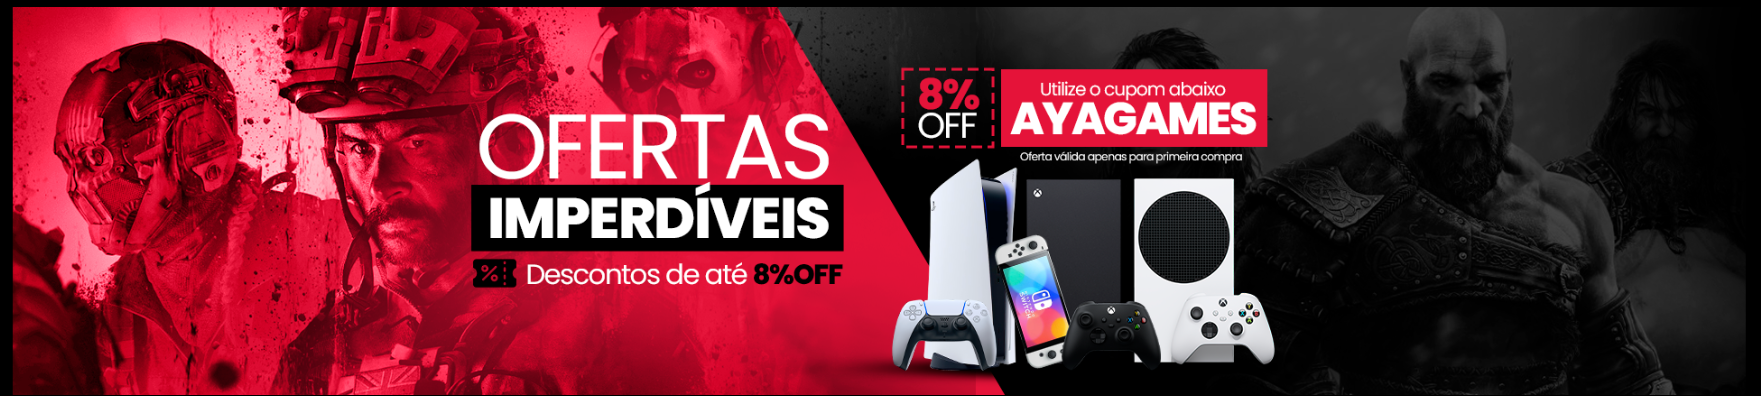 OFERTAS
IMPERDÍVEIS
Descontos de até 8%OFF
8%
OFF
Utilize o cupom abaixo
AYAGAMES
Oferta válida apenas para primeira compra